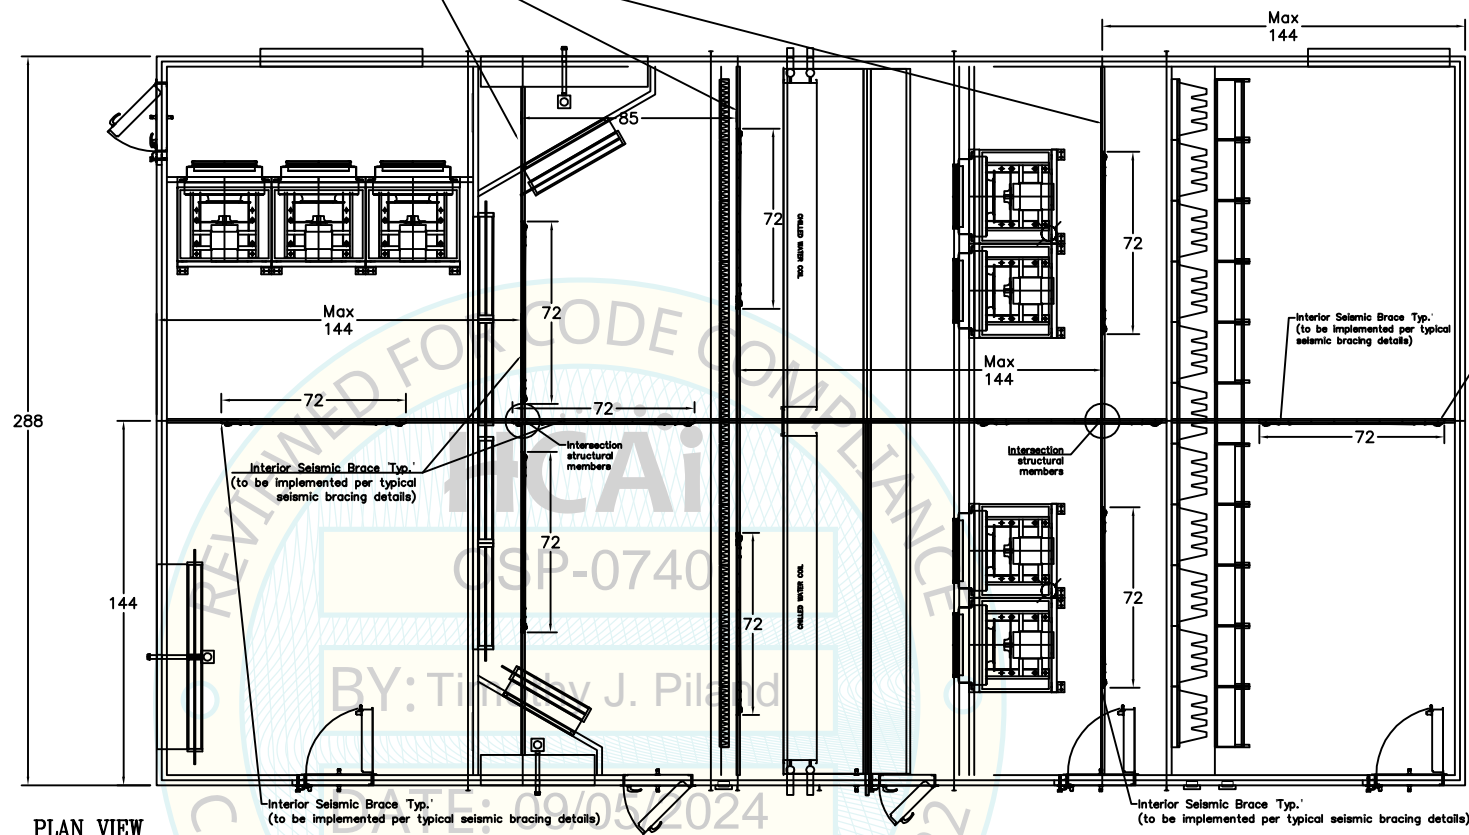 Max
144
85
72
CHILLED WATER COIL
72
Max
144
72
Interior Seismic Brace Typ.'
(to be implemented per typical
seismic bracing details)
Max
144
288
72
72
72
Interior Seismic Brace Typ.'
(to be implemented per typical
seismic bracing details)
Intersection
structural
members
Intersection
structural
members
REVIEWED FOR CODE COMPLIANCE
HCAi
OSP-0740
BY: Timothy J. Piland
DATE: 09/05/2024
72
144
72
CHILLED WATER COIL
72
Interior Seismic Brace Typ.'
(to be implemented per typical seismic bracing details)
Interior Seismic Brace Typ.'
(to be implemented per typical seismic bracing details)
PLAN VIEW